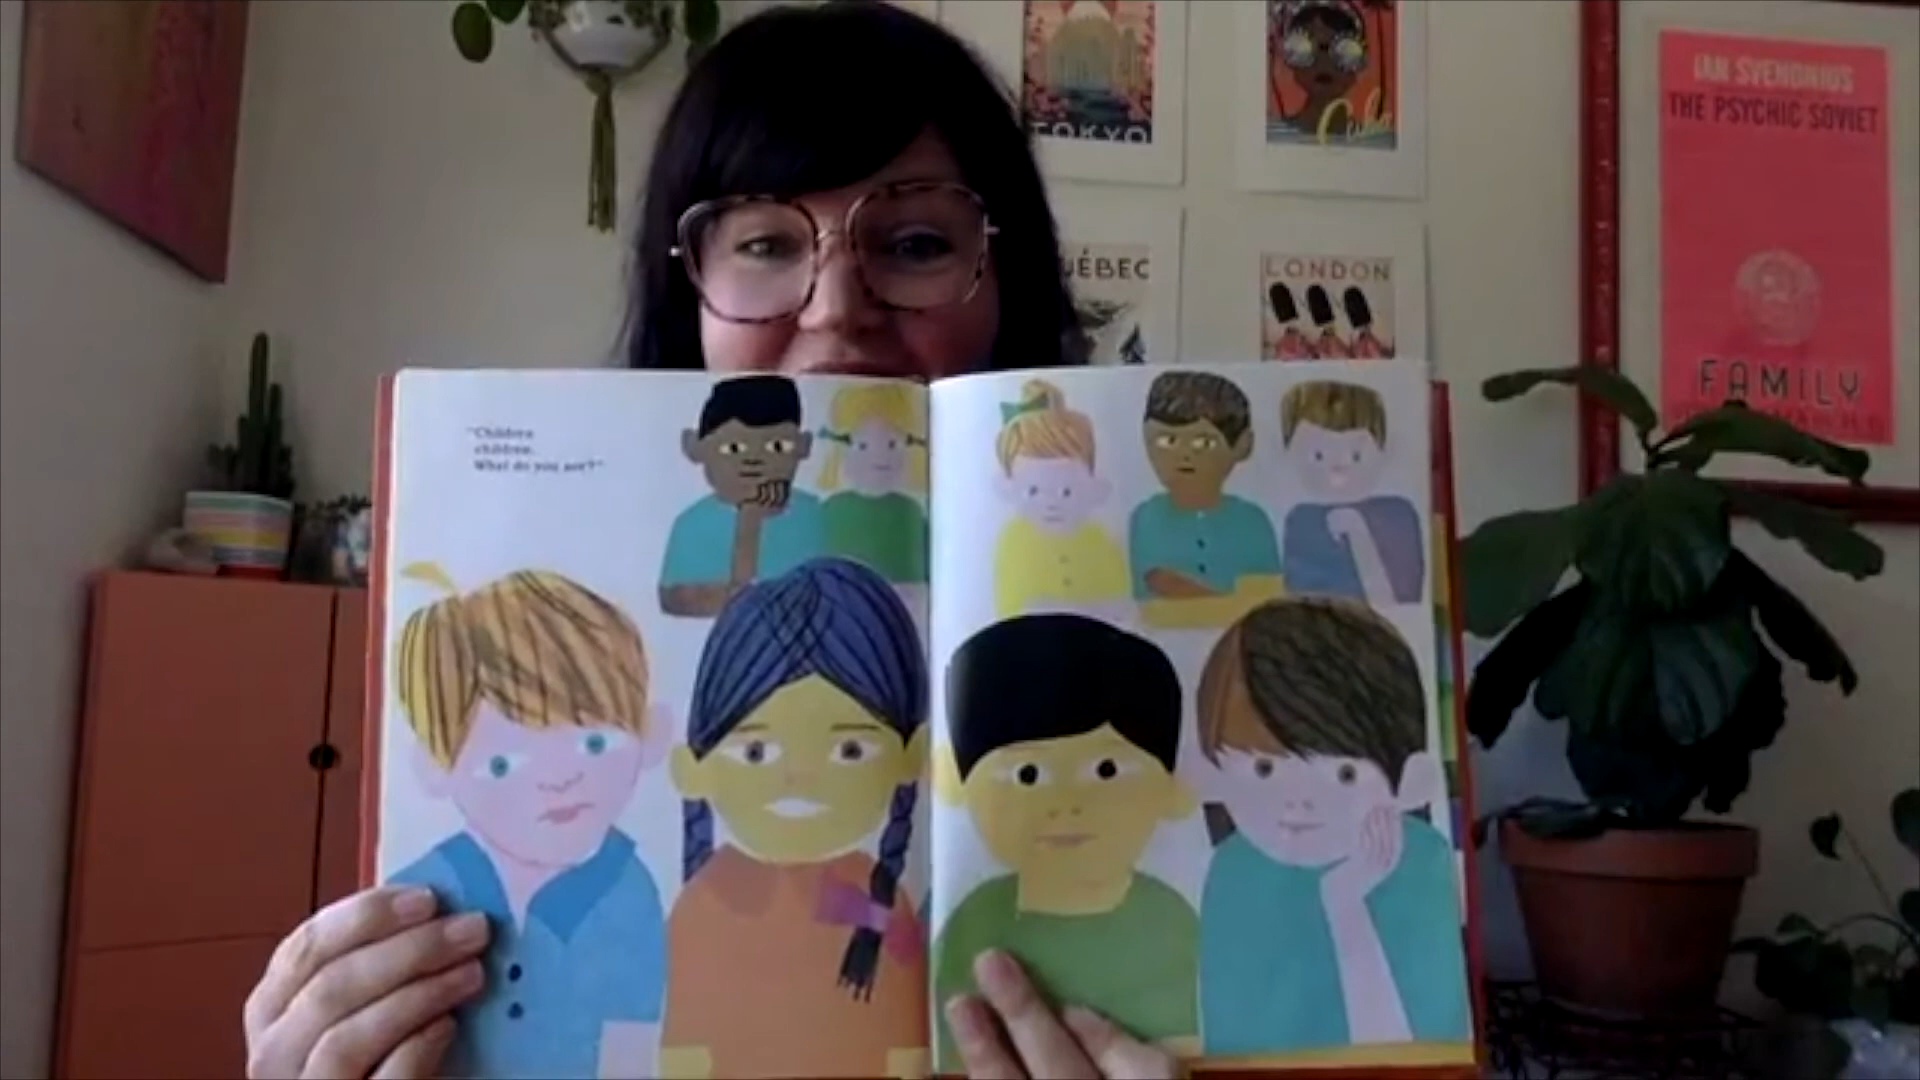 TOKYO
Cuba
QUÉBEC
LONDON
IAN SVENONIUS
THE PSYCHIC SOVIET
FAMILY
"Children
children.
What do you see?"